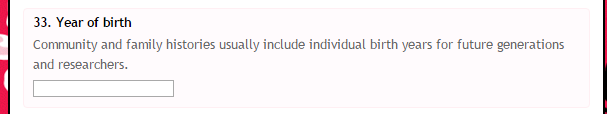 33. Year of birth
Community and family histories usually include individual birth years for future generations
and researchers.